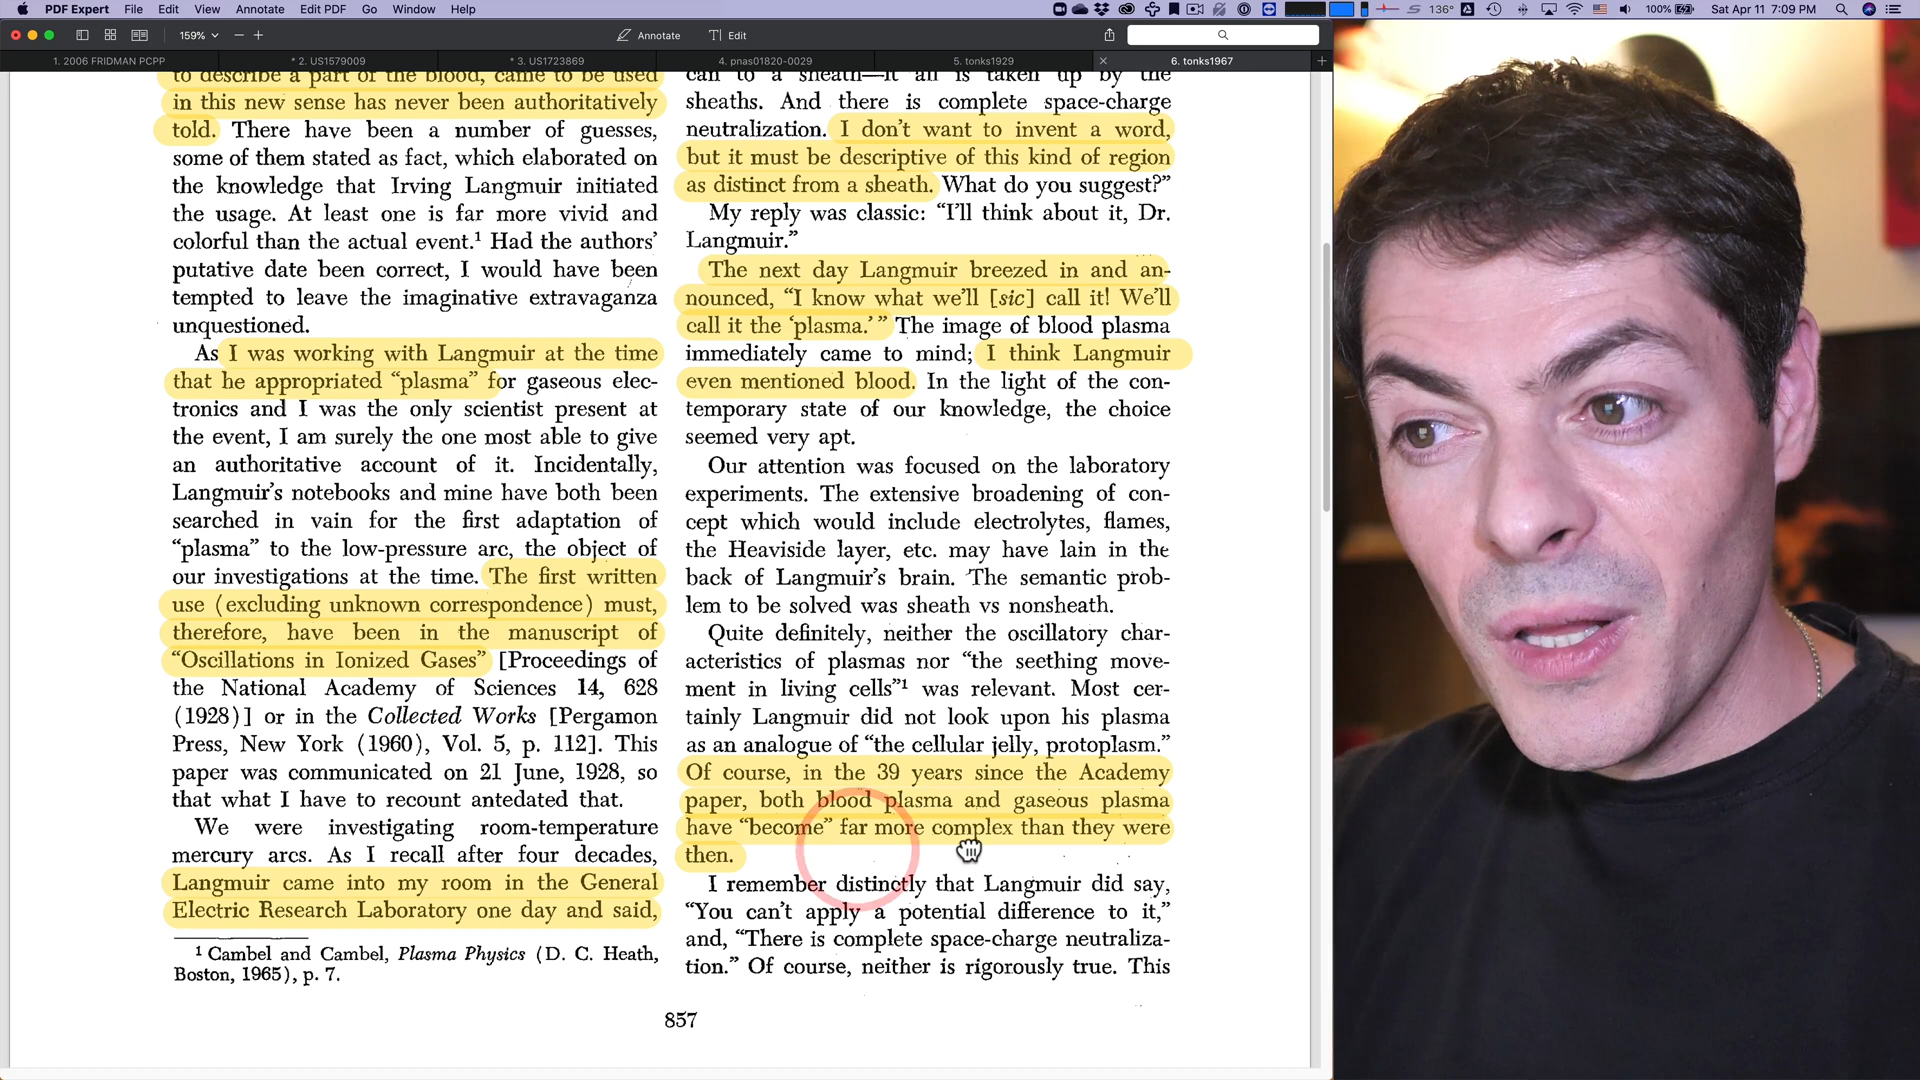 PDF Expert File Edit View Annotate Edit PDF Go Window Help
136° 100% Sat Apr 11 7:09 PM
159% Annotate Edit
1. 2006 FRIDMAN PCPP * 2. US1579009 * 3. US1723869 4. pnas01820-0029 5. tonks1929 6. tonks1967
to describe a part of the blood, came to be used
in this new sense has never been authoritatively
told. There have been a number of guesses,
some of them stated as fact, which elaborated on
the knowledge that Irving Langmuir initiated
the usage. At least one is far more vivid and
colorful than the actual event.¹ Had the authors’
putative date been correct, I would have been
tempted to leave the imaginative extravaganza
unquestioned.
As I was working with Langmuir at the time
that he appropriated “plasma” for gaseous elec-
tronics and I was the only scientist present at
the event, I am surely the one most able to give
an authoritative account of it. Incidentally,
Langmuir’s notebooks and mine have both been
searched in vain for the first adaptation of
“plasma” to the low-pressure arc, the object of
our investigations at the time. The first written
use (excluding unknown correspondence) must,
therefore, have been in the manuscript of
“Oscillations in Ionized Gases” [Proceedings of
the National Academy of Sciences 14, 628
(1928)] or in the Collected Works [Pergamon
Press, New York (1960), Vol. 5, p. 112]. This
paper was communicated on 21 June, 1928, so
that what I have to recount antedated that.
We were investigating room-temperature
mercury arcs. As I recall after four decades,
Langmuir came into my room in the General
Electric Research Laboratory one day and said,
¹ Cambel and Cambel, Plasma Physics (D. C. Heath,
Boston, 1965), p. 7.
can to a sheath—it all is taken up by the
sheaths. And there is complete space-charge
neutralization. I don’t want to invent a word,
but it must be descriptive of this kind of region
as distinct from a sheath. What do you suggest?”
My reply was classic: “I’ll think about it, Dr.
Langmuir.”
The next day Langmuir breezed in and an-
nounced, “I know what we’ll [sic] call it! We’ll
call it the ‘plasma.’ ” The image of blood plasma
immediately came to mind; I think Langmuir
even mentioned blood. In the light of the con-
temporary state of our knowledge, the choice
seemed very apt.
Our attention was focused on the laboratory
experiments. The extensive broadening of con-
cept which would include electrolytes, flames,
the Heaviside layer, etc. may have lain in the
back of Langmuir’s brain. The semantic prob-
lem to be solved was sheath vs nonsheath.
Quite definitely, neither the oscillatory char-
acteristics of plasmas nor “the seething move-
ment in living cells”¹ was relevant. Most cer-
tainly Langmuir did not look upon his plasma
as an analogue of “the cellular jelly, protoplasm.”
Of course, in the 39 years since the Academy
paper, both blood plasma and gaseous plasma
have “become” far more complex than they were
then.
I remember distinctly that Langmuir did say,
“You can’t apply a potential difference to it,”
and, “There is complete space-charge neutraliza-
tion.” Of course, neither is rigorously true. This
857